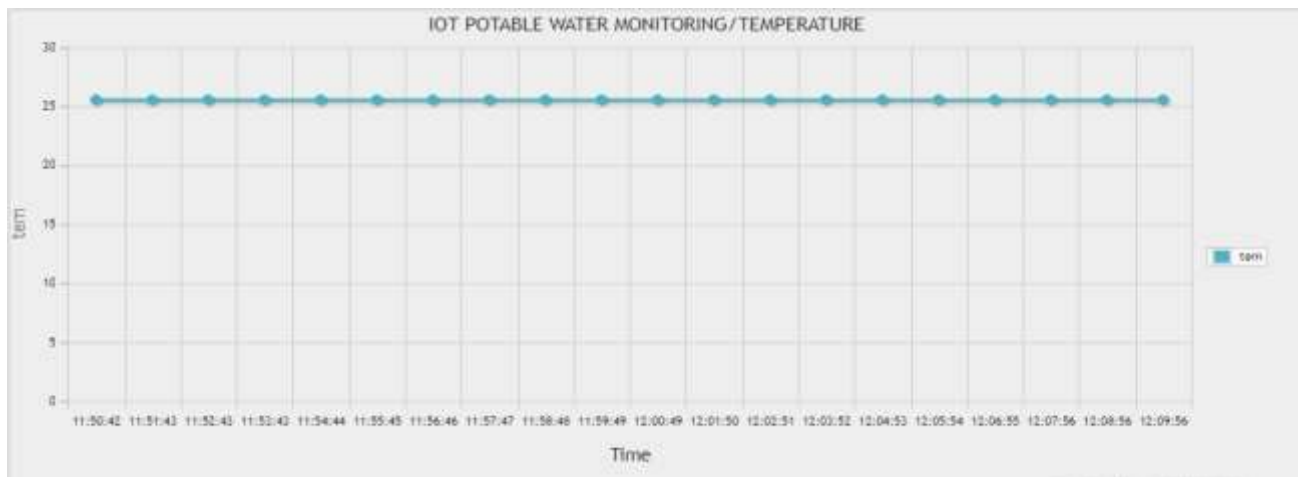 IOT POTABLE WATER MONITORING/TEMPERATURE
30
25
20
15
10
5
0
tem
tem
11:50:42 11:51:43 11:52:43 11:53:43 11:54:44 11:55:45 11:56:46 11:57:47 11:58:48 11:59:49 12:00:49 12:01:50 12:02:51 12:03:52 12:04:53 12:05:54 12:06:55 12:07:56 12:08:56 12:09:56
Time